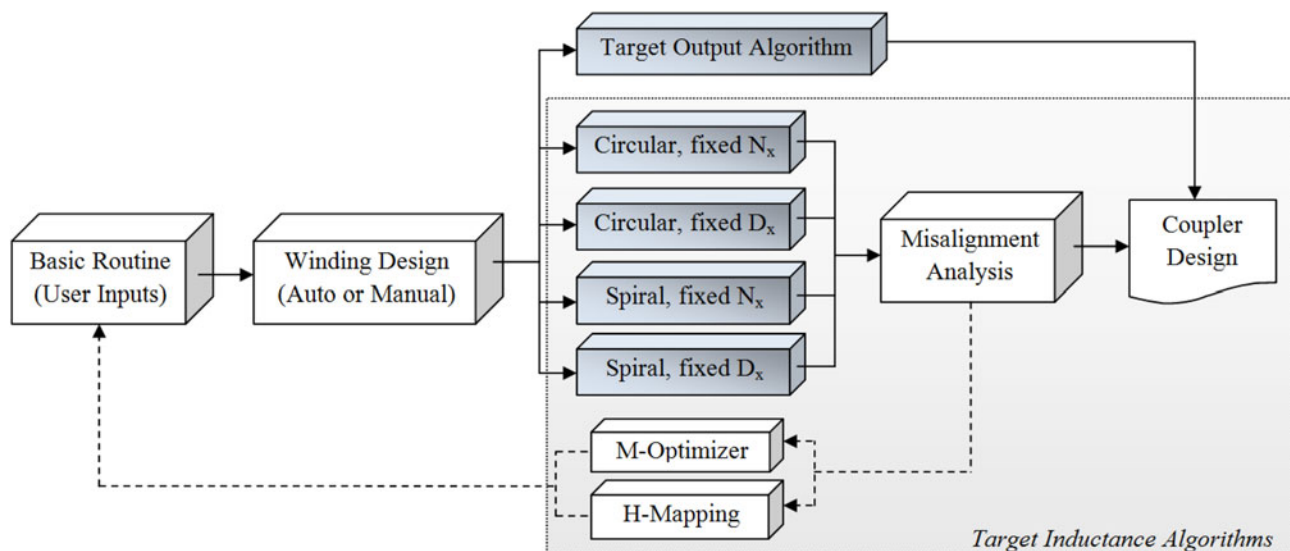 Target Output Algorithm
Circular, fixed Nx
Circular, fixed Dx
Spiral, fixed Nx
Spiral, fixed Dx
Basic Routine
(User Inputs)
Winding Design
(Auto or Manual)
Misalignment
Analysis
Coupler
Design
M-Optimizer
H-Mapping
Target Inductance Algorithms